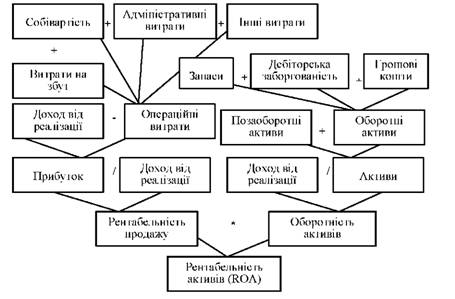 Собівартість + Адміністративні витрати + Інші витрати
+
Витрати на збут
Запаси + Дебіторська заборгованість + Грошові кошти
Доход від реалізації - Операційні витрати
Позаоборотні активи + Оборотні активи
Прибуток / Доход від реалізації
Доход від реалізації / Активи
Рентабельність продажу * Оборотність активів
Рентабельність активів (ROA)